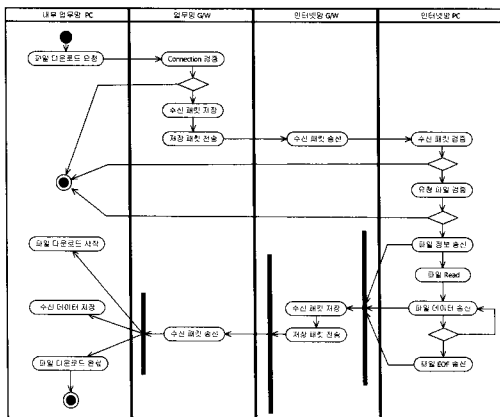 내부 업무망 PC
업무망 G/W
인터넷망 G/W
인터넷망 PC
파일 다운로드 요청
Connection 검증
수신 패킷 저장
저장 패킷 전송
수신 패킷 송신
수신 패킷 검증
유형 파일 검증
파일 정보 송신
파일 다운로드 시작
파일 Read
수신 데이터 저장
수신 패킷 송신
수신 패킷 저장
파일 데이터 송신
저장 패킷 전송
파일 다운로드 완성
파일 EOF 송신